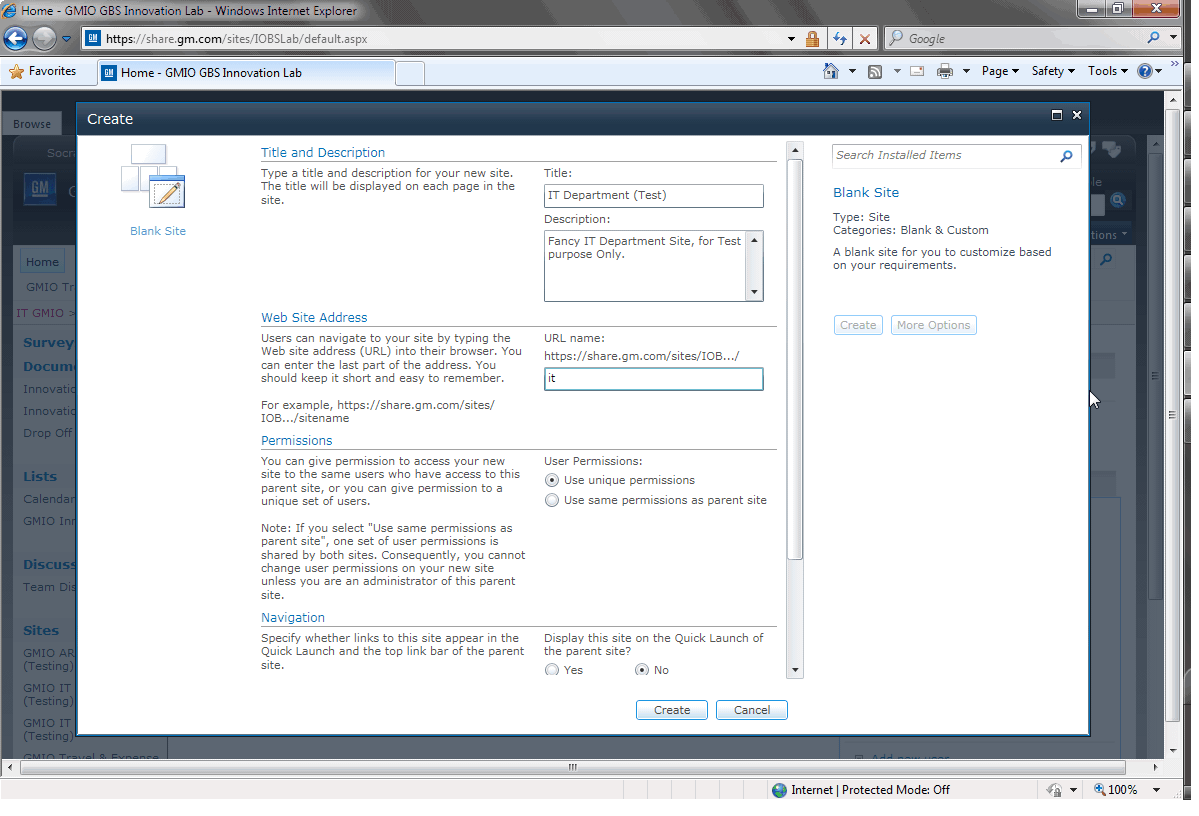 Home - GMIO GBS Innovation Lab - Windows Internet Explorer
https://share.gm.com/sites/IOBSLab/default.aspx
Google
Favorites
Home - GMIO GBS Innovation Lab
Page
Safety
Tools
Browse
Create
Socr
GM
Home
GMIO Tr
IT GMIO >
Survey
Docum
Innovatio
Innovatio
Drop Off
Lists
Calendar
GMIO Inn
Discuss
Team Dis
Sites
GMIO AR
(Testing)
GMIO IT
(Testing)
GMIO IT
(Testing)
GMIO Travel & Expense
Blank Site
Title and Description
Type a title and description for your new site.
The title will be displayed on each page in the
site.
Title:
IT Department (Test)
Description:
Fancy IT Department Site, for Test
purpose Only.
Web Site Address
Users can navigate to your site by typing the
Web site address (URL) into their browser. You
can enter the last part of the address. You
should keep it short and easy to remember.
For example, https://share.gm.com/sites/
IOB.../sitename
URL name:
https://share.gm.com/sites/IOB.../
it
Permissions
You can give permission to access your new
site to the same users who have access to this
parent site, or you can give permission to a
unique set of users.
Note: If you select "Use same permissions as
parent site", one set of user permissions is
shared by both sites. Consequently, you cannot
change user permissions on your new site
unless you are an administrator of this parent
site.
User Permissions:
Use unique permissions
Use same permissions as parent site
Navigation
Specify whether links to this site appear in the
Quick Launch and the top link bar of the parent
site.
Display this site on the Quick Launch of
the parent site?
Yes
No
Create
Cancel
Search Installed Items
Blank Site
Type: Site
Categories: Blank & Custom
A blank site for you to customize based
on your requirements.
Create
More Options
Add new user
Internet | Protected Mode: Off
100%